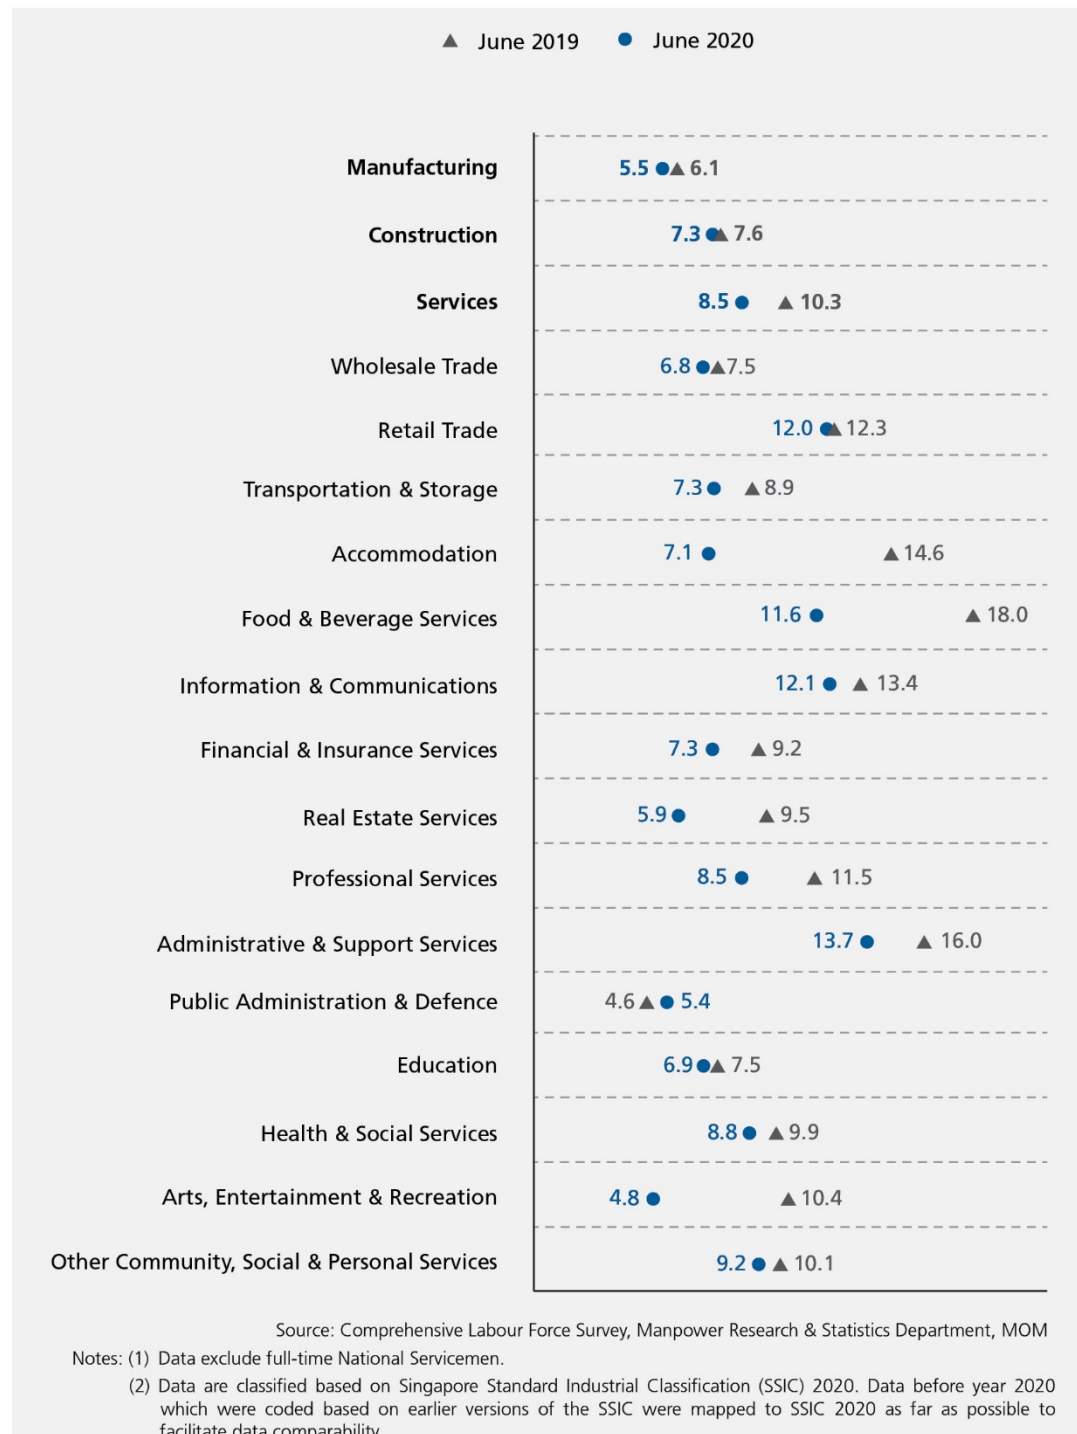 June 2019 June 2020
Manufacturing 5.5 6.1
Construction 7.3 7.6
Services 8.5 10.3
Wholesale Trade 6.8 7.5
Retail Trade 12.0 12.3
Transportation & Storage 7.3 8.9
Accommodation 7.1 14.6
Food & Beverage Services 11.6 18.0
Information & Communications 12.1 13.4
Financial & Insurance Services 7.3 9.2
Real Estate Services 5.9 9.5
Professional Services 8.5 11.5
Administrative & Support Services 13.7 16.0
Public Administration & Defence 4.6 5.4
Education 6.9 7.5
Health & Social Services 8.8 9.9
Arts, Entertainment & Recreation 4.8 10.4
Other Community, Social & Personal Services 9.2 10.1
Source: Comprehensive Labour Force Survey, Manpower Research & Statistics Department, MOM
Notes: (1) Data exclude full-time National Servicemen.
(2) Data are classified based on Singapore Standard Industrial Classification (SSIC) 2020. Data before year 2020
which were coded based on earlier versions of the SSIC were mapped to SSIC 2020 as far as possible to
facilitate data comparability